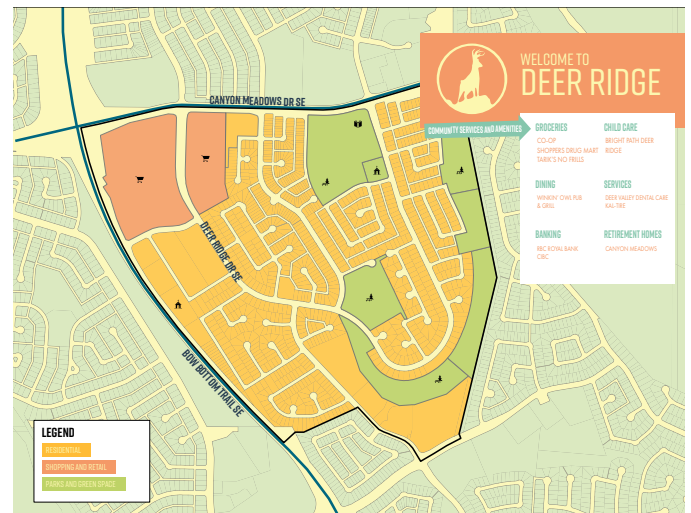 WELCOME TO
DEER RIDGE
COMMUNITY SERVICES AND AMENITIES
GROCERIES
CO-OP
SHOPPERS DRUG MART
TARIK'S NO FRILLS
CHILD CARE
BRIGHT PATH DEER
RIDGE
DINING
WINKIN' OWL PUB
& GRILL
SERVICES
DEER VALLEY DENTAL CARE
KAL-TIRE
BANKING
RBC ROYAL BANK
CIBC
RETIREMENT HOMES
CANYON MEADOWS
CANYON MEADOWS DR SE
DEER RIDGE DR SE
BOW BOTTOM TRAIL SE
LEGEND
RESIDENTIAL
SHOPPING AND RETAIL
PARKS AND GREEN SPACE